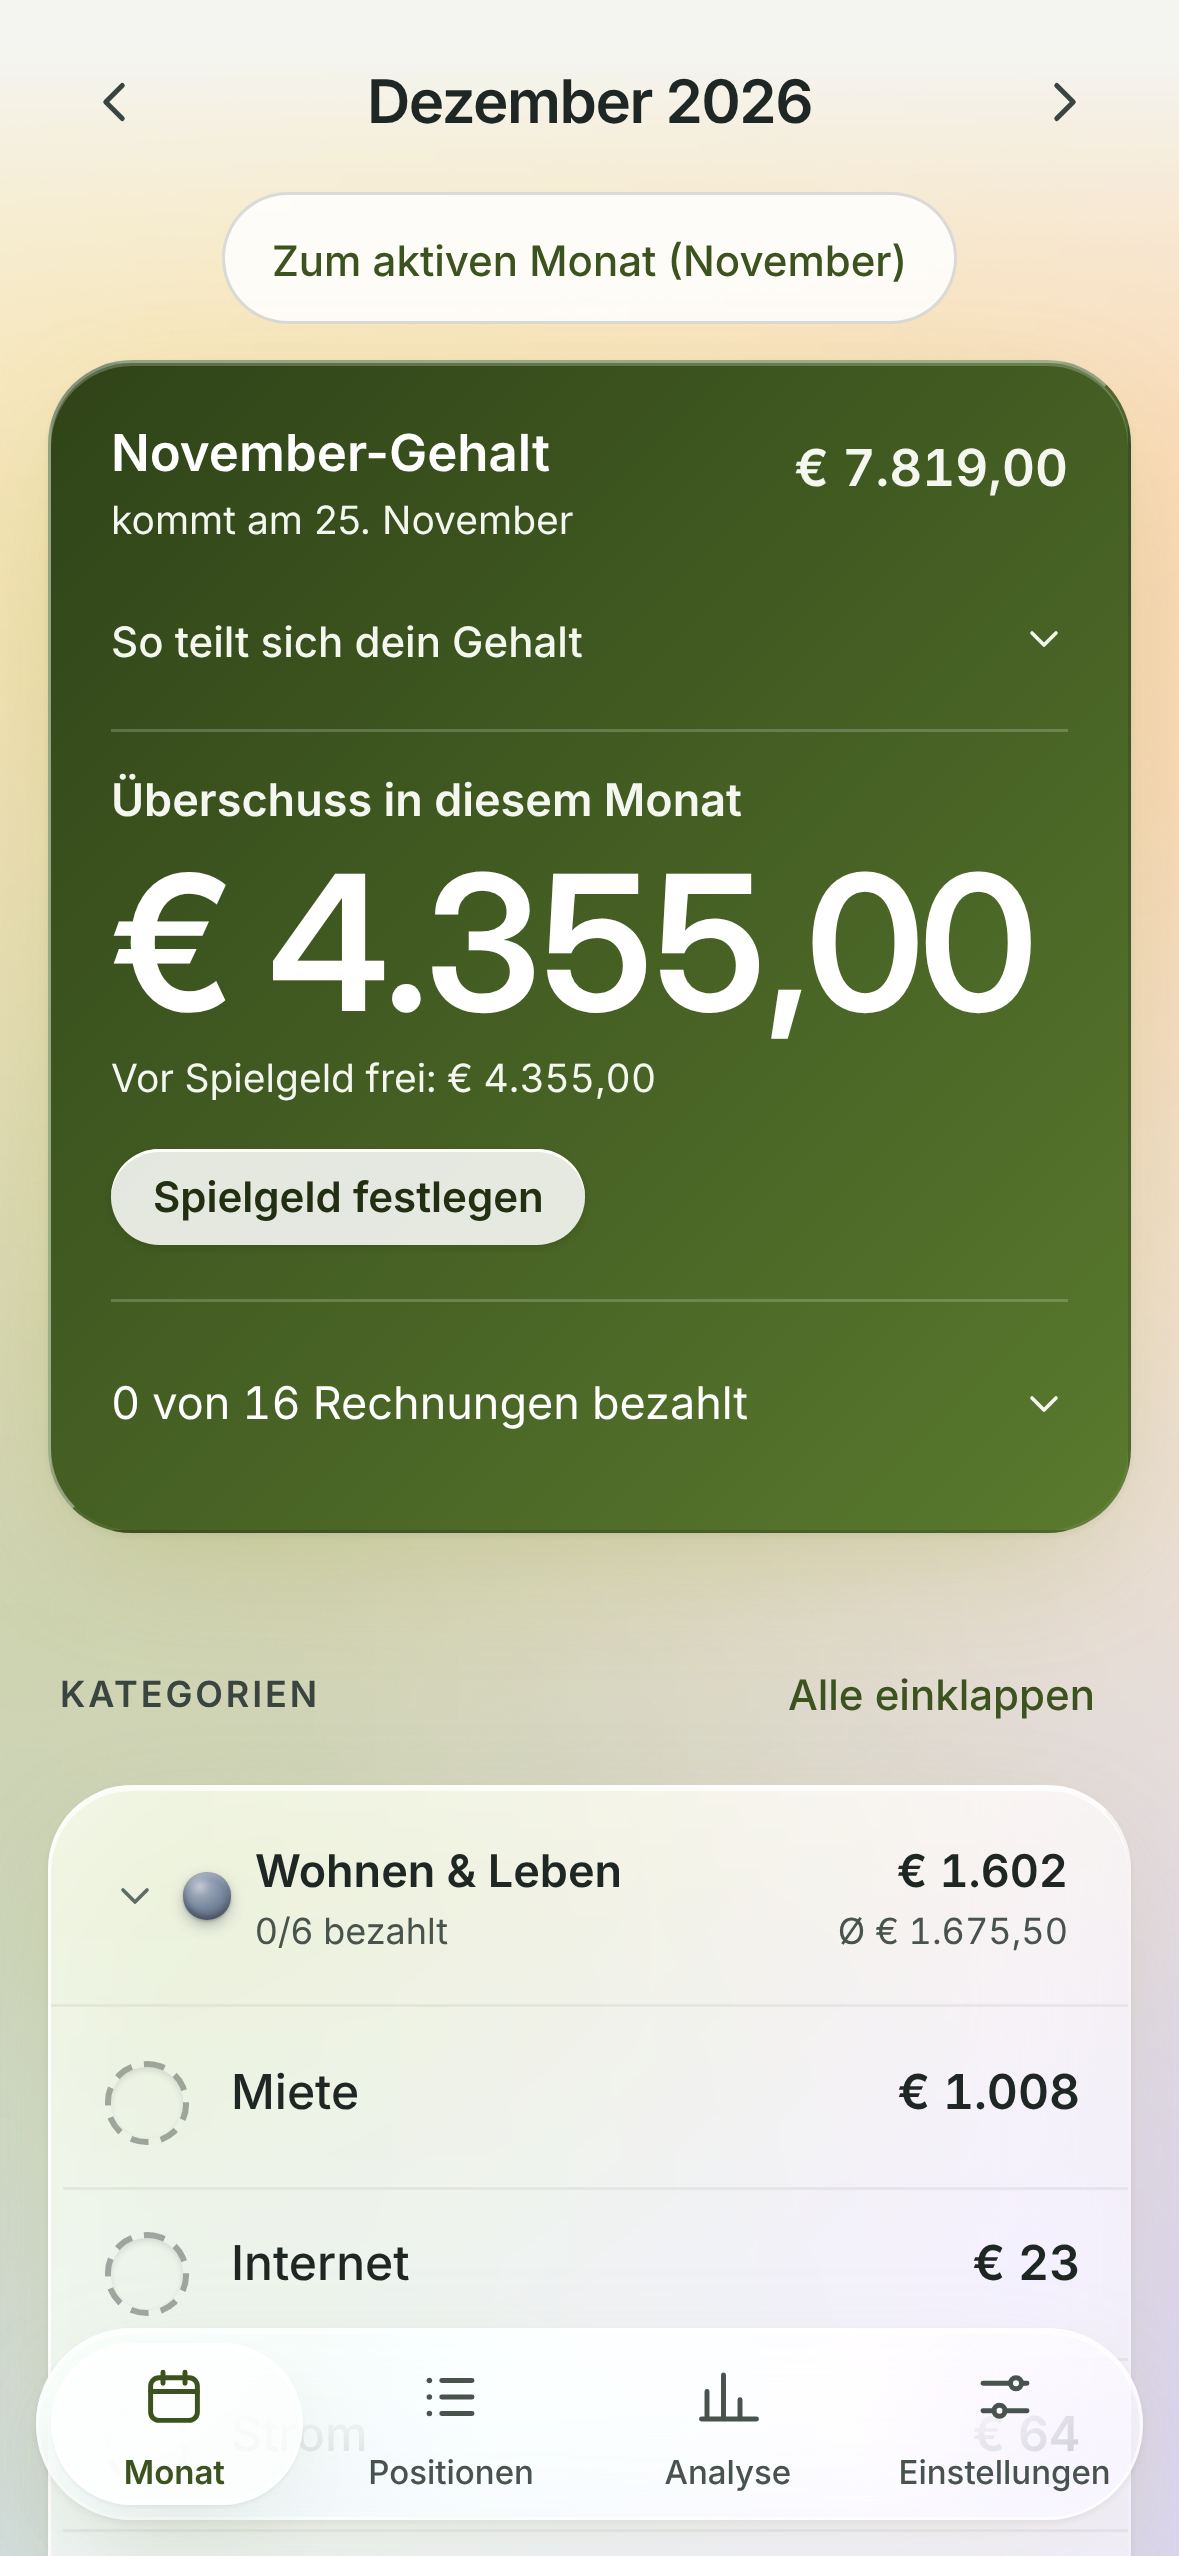 Dezember 2026
Zum aktiven Monat (November)
November-Gehalt
€ 7.819,00
kommt am 25. November
So teilt sich dein Gehalt
Überschuss in diesem Monat
€ 4.355,00
Vor Spielgeld frei: € 4.355,00
Spielgeld festlegen
0 von 16 Rechnungen bezahlt
KATEGORIEN
Alle einklappen
Wohnen & Leben
€ 1.602
0/6 bezahlt
Ø € 1.675,50
Miete
€ 1.008
Internet
€ 23
Strom
€ 64
Monat
Positionen
Analyse
Einstellungen